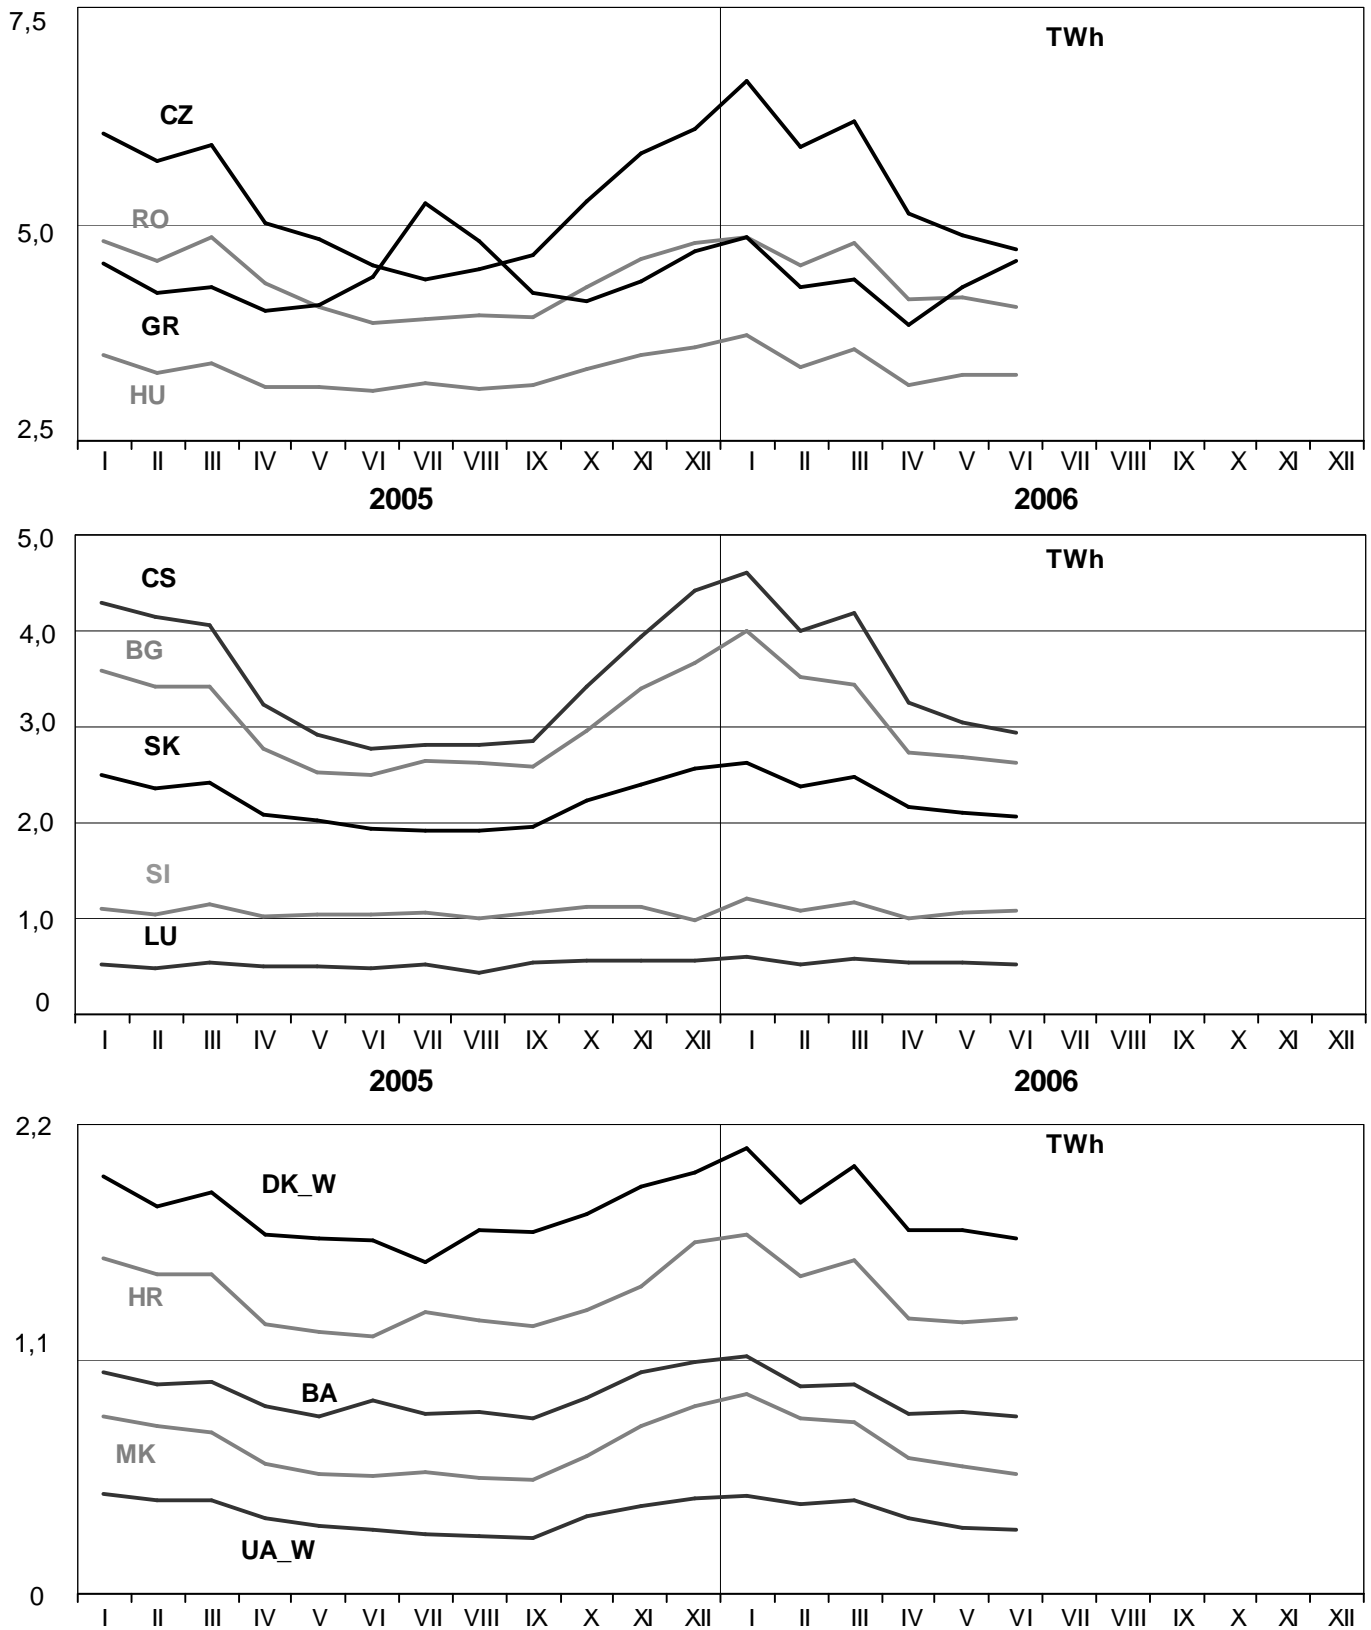 7,5
TWh
CZ
RO
5,0
GR
HU
2,5
I II III IV V VI VII VIII IX X XI XII I II III IV V VI VII VIII IX X XI XII
2005 2006
5,0
TWh
CS
4,0
BG
3,0
SK
2,0
SI
1,0
LU
0
I II III IV V VI VII VIII IX X XI XII I II III IV V VI VII VIII IX X XI XII
2005 2006
2,2
TWh
DK_W
HR
1,1
BA
MK
UA_W
0
I II III IV V VI VII VIII IX X XI XII I II III IV V VI VII VIII IX X XI XII